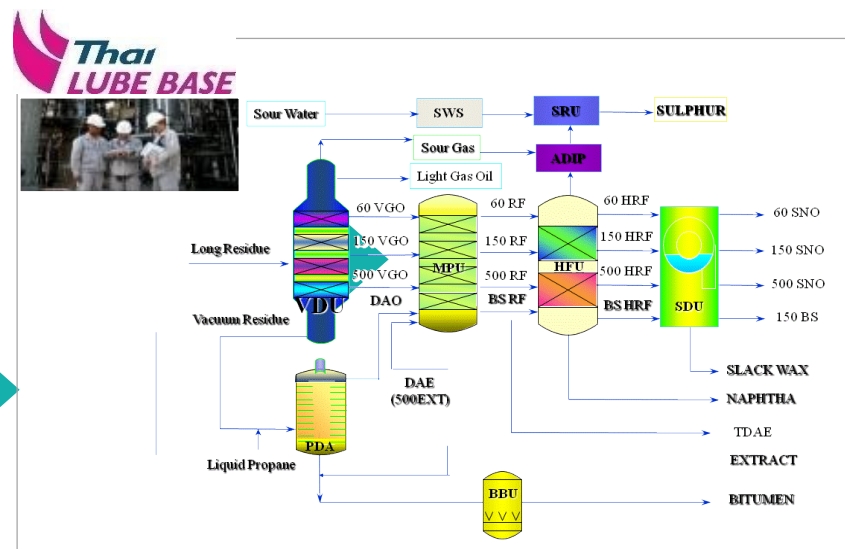 Thai
LUBE BASE
Sour Water
SWS
SRU
SULPHUR
Sour Gas
ADIP
Light Gas Oil
60 VGO
60 RF
60 HRF
60 SNO
Long Residue
150 VGO
150 RF
150 HRF
150 SNO
MPU
HFU
500 VGO
500 RF
500 HRF
500 SNO
VDU
DAO
BS RF
BS HRF
SDU
150 BS
Vacuum Residue
SLACK WAX
DAE
(500EXT)
NAPHTHA
TDAE
PDA
EXTRACT
Liquid Propane
BBU
BITUMEN